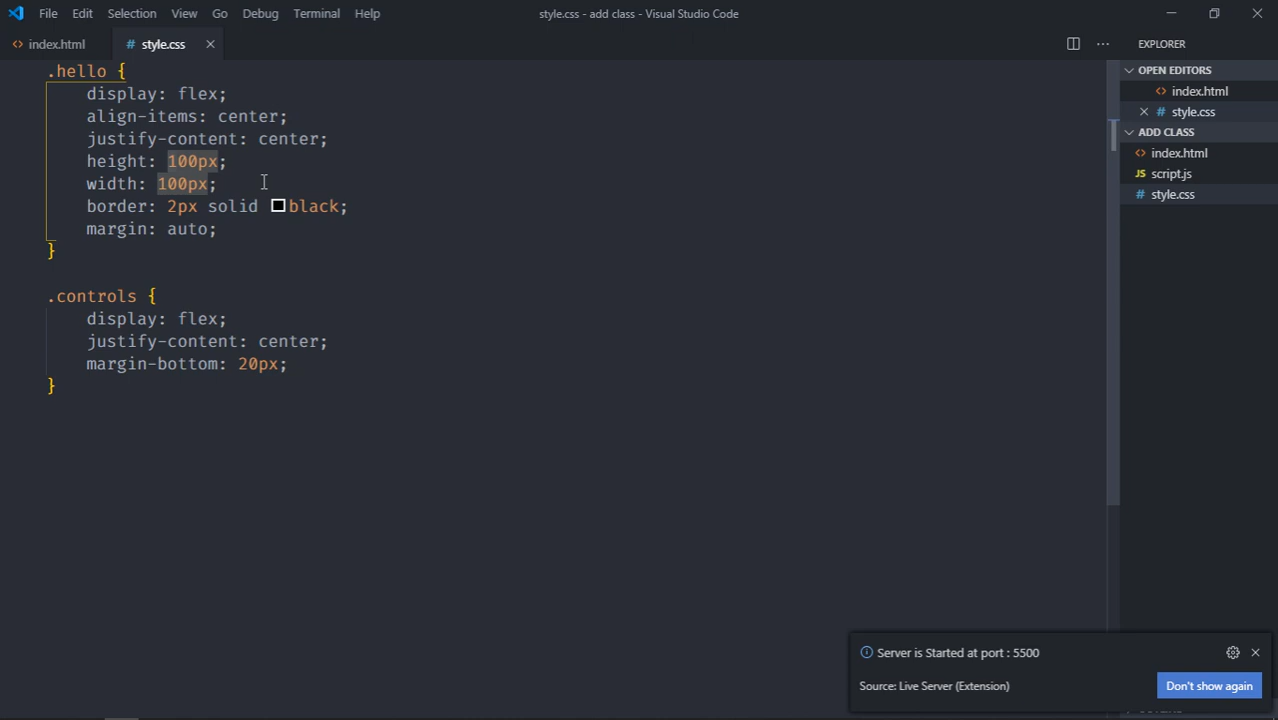 File Edit Selection View Go Debug Terminal Help
style.css - add class - Visual Studio Code
index.html
style.css
.hello {
display: flex;
align-items: center;
justify-content: center;
height: 100px;
width: 100px;
border: 2px solid black;
margin: auto;
}
.controls {
display: flex;
justify-content: center;
margin-bottom: 20px;
}
EXPLORER
OPEN EDITORS
index.html
style.css
ADD CLASS
index.html
JS script.js
style.css
Server is Started at port : 5500
Source: Live Server (Extension)
Don't show again